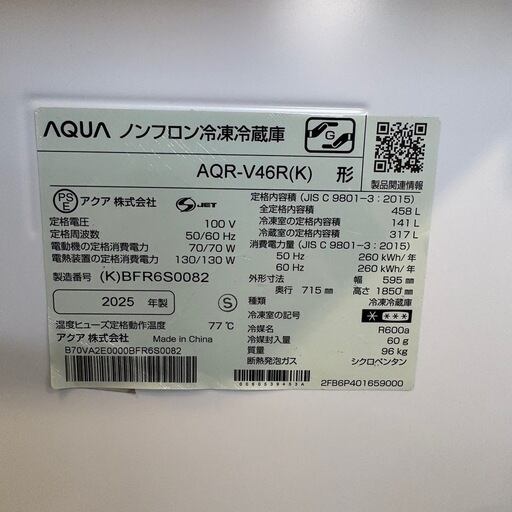 AQUA ノンフロン冷凍冷蔵庫
G
AQR-V46R(K) 形
製品関連情報
PS
E
アクア 株式会社
S JET
定格電圧 100 V
定格周波数 50/60 Hz
電動機の定格消費電力 70/70 W
電熱装置の定格消費電力 130/130 W
製造番号 (K)BFR6S0082
2025 年製
S
温度ヒューズ定格動作温度 77℃
アクア 株式会社 Made in China
B70VA2E0000BFR6S0082
定格内容積 (JIS C 9801-3 : 2015)
全定格内容積 458 L
冷凍室の定格内容積 141 L
冷蔵室の定格内容積 317 L
消費電力量 (JIS C 9801-3 : 2015)
50 Hz 260 kWh/年
60 Hz 260 kWh/年
外形寸法 幅 595 mm
奥行 715 mm 高さ 1850 mm
種類 冷凍冷蔵庫
冷凍室の記号 * ***
冷媒名 R600a
冷媒封入量 60 g
質量 96 kg
断熱発泡ガス シクロペンタン
0060539453A
2FB6P401659000